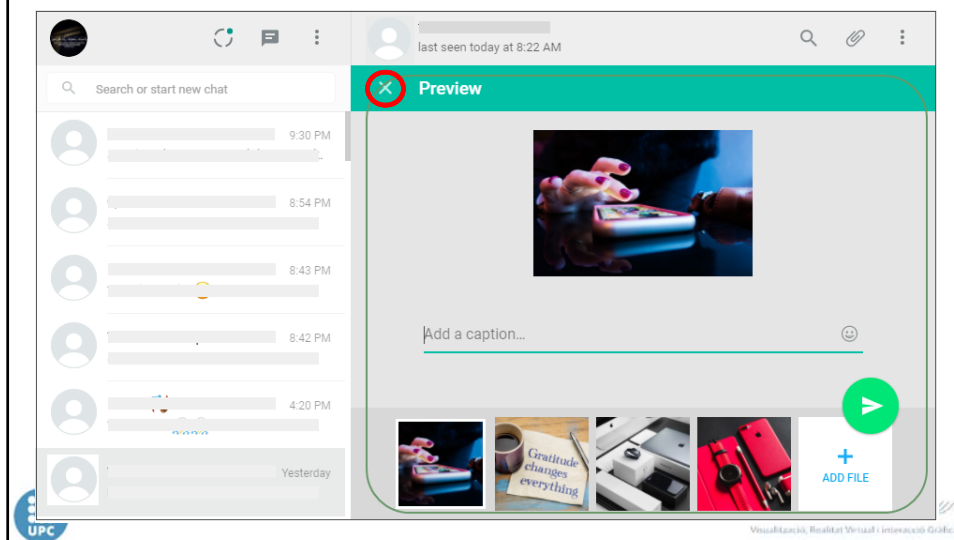 last seen today at 8:22 AM
Search or start new chat
Preview
9:30 PM
8:54 PM
8:43 PM
8:42 PM
Add a caption...
4:20 PM
Yesterday
Gratitude
changes
everything
+
ADD FILE
UPC
Visualització, Realitat Virtual i interacció Gràfic